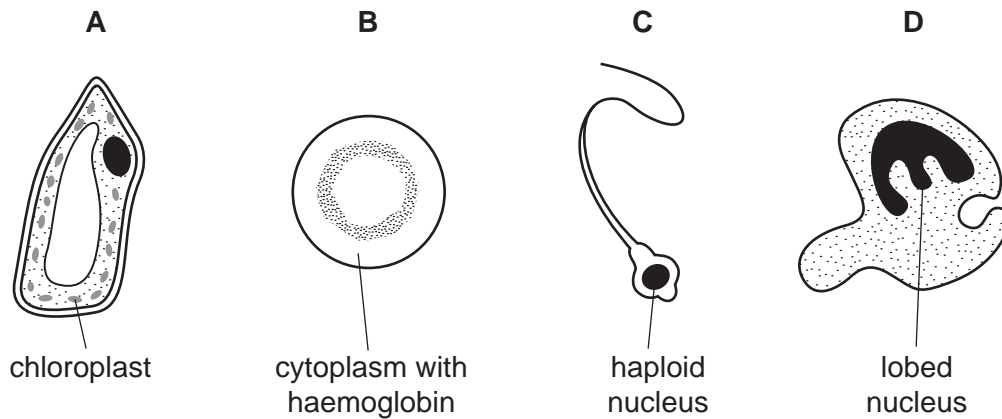 A B C D
chloroplast cytoplasm with haploid lobed
haemoglobin nucleus nucleus